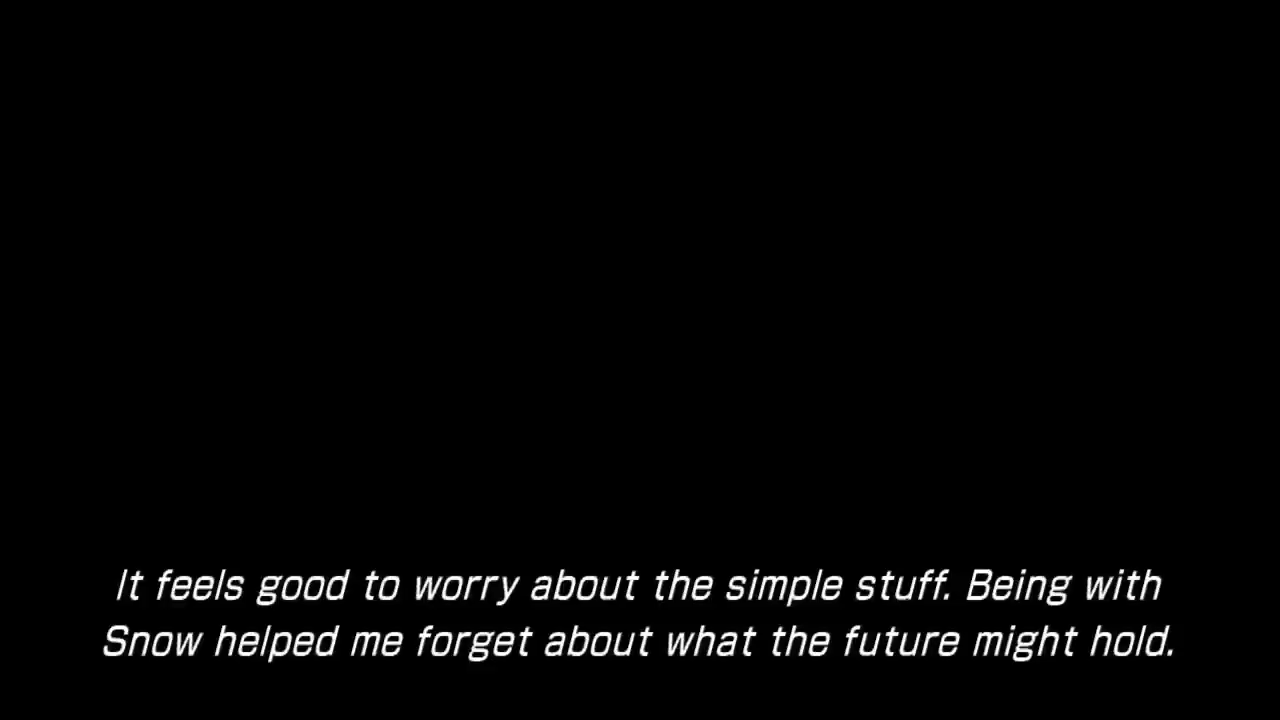 It feels good to worry about the simple stuff. Being with
Snow helped me forget about what the future might hold.